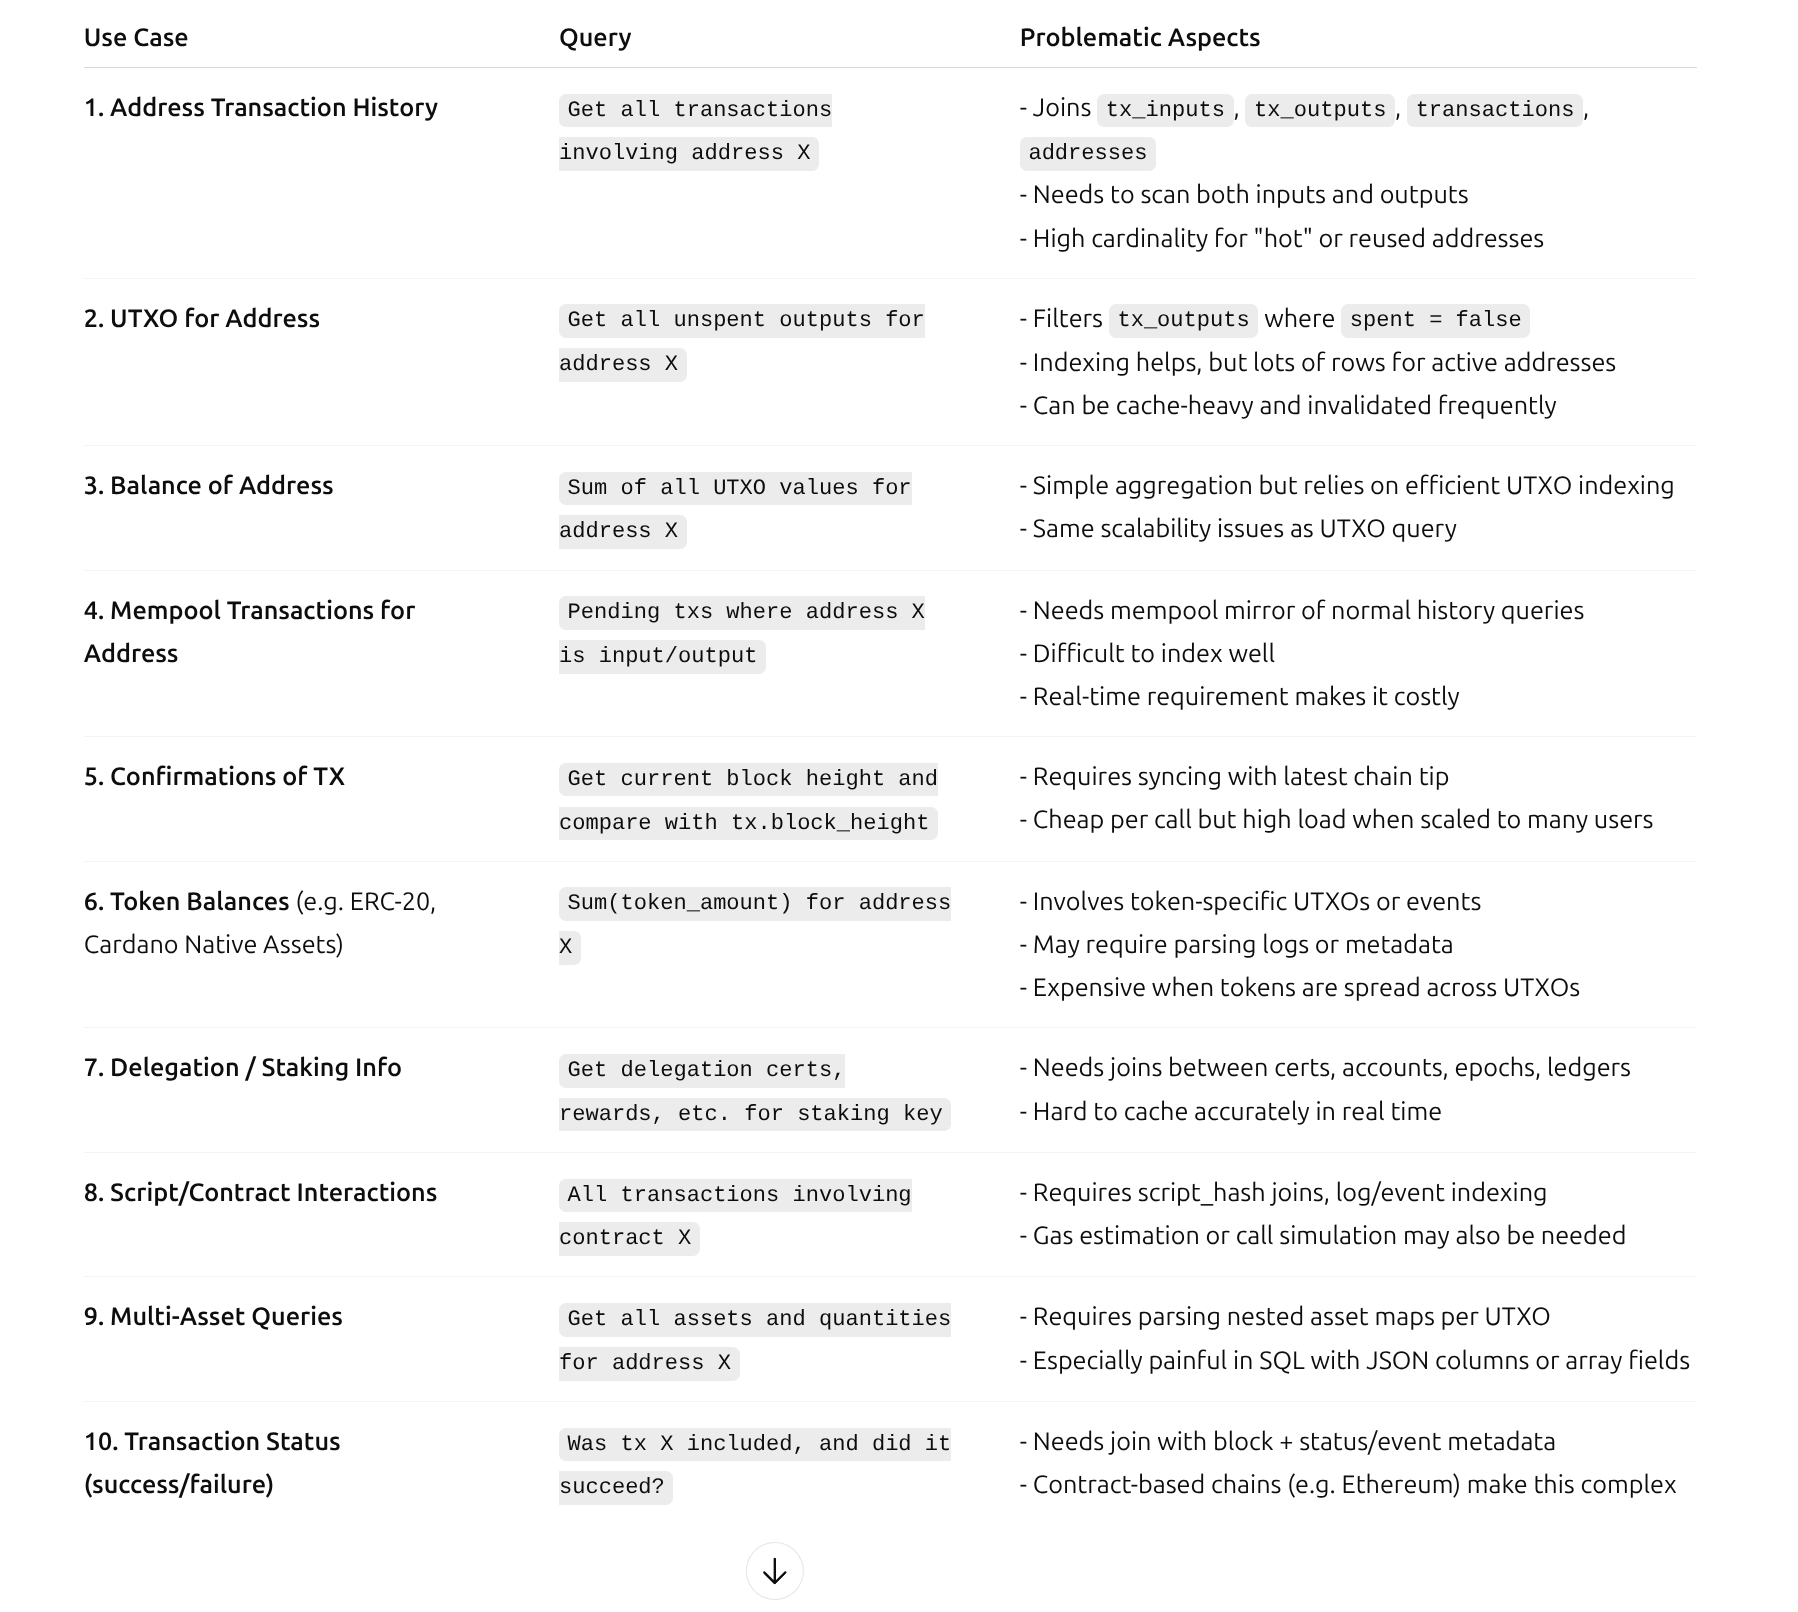 Use Case Query Problematic Aspects
1. Address Transaction History
Get all transactions
involving address X
- Joins tx_inputs, tx_outputs, transactions,
addresses
- Needs to scan both inputs and outputs
- High cardinality for "hot" or reused addresses
2. UTXO for Address
Get all unspent outputs for
address X
- Filters tx_outputs where spent = false
- Indexing helps, but lots of rows for active addresses
- Can be cache-heavy and invalidated frequently
3. Balance of Address
Sum of all UTXO values for
address X
- Simple aggregation but relies on efficient UTXO indexing
- Same scalability issues as UTXO query
4. Mempool Transactions for
Address
Pending txs where address X
is input/output
- Needs mempool mirror of normal history queries
- Difficult to index well
- Real-time requirement makes it costly
5. Confirmations of TX
Get current block height and
compare with tx.block_height
- Requires syncing with latest chain tip
- Cheap per call but high load when scaled to many users
6. Token Balances (e.g. ERC-20,
Cardano Native Assets)
Sum(token_amount) for address
X
- Involves token-specific UTXOs or events
- May require parsing logs or metadata
- Expensive when tokens are spread across UTXOs
7. Delegation / Staking Info
Get delegation certs,
rewards, etc. for staking key
- Needs joins between certs, accounts, epochs, ledgers
- Hard to cache accurately in real time
8. Script/Contract Interactions
All transactions involving
contract X
- Requires script_hash joins, log/event indexing
- Gas estimation or call simulation may also be needed
9. Multi-Asset Queries
Get all assets and quantities
for address X
- Requires parsing nested asset maps per UTXO
- Especially painful in SQL with JSON columns or array fields
10. Transaction Status
(success/failure)
Was tx X included, and did it
succeed?
- Needs join with block + status/event metadata
- Contract-based chains (e.g. Ethereum) make this complex